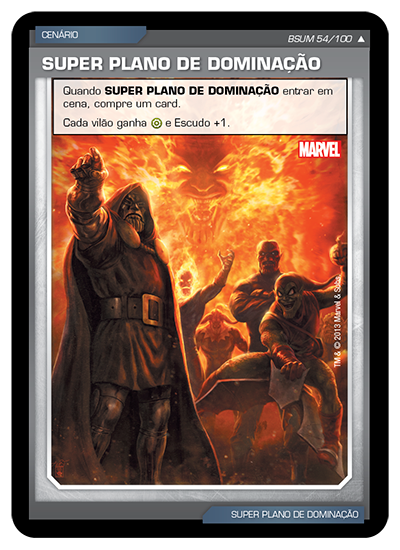 CENÁRIO
BSUM 54/100 ▲
SUPER PLANO DE DOMINAÇÃO
Quando SUPER PLANO DE DOMINAÇÃO entrar em
cena, compre um card.
Cada vilão ganha e Escudo +1.
MARVEL
TM & © 2013 Marvel & Subs.
SUPER PLANO DE DOMINAÇÃO